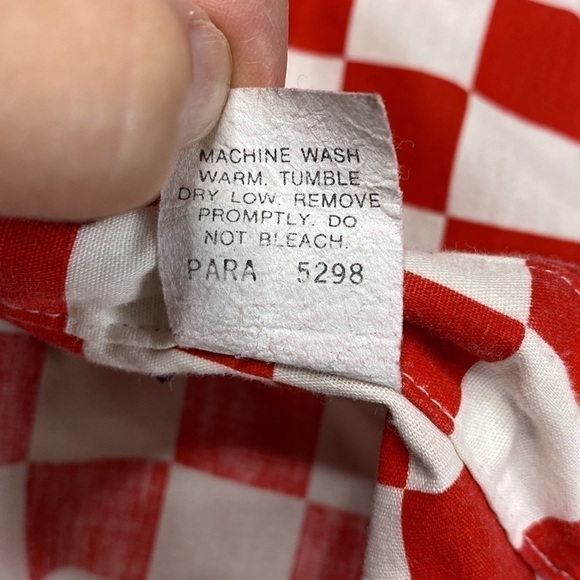 MACHINE WASH
WARM. TUMBLE
DRY LOW. REMOVE
PROMPTLY. DO
NOT BLEACH.
PARA 5298